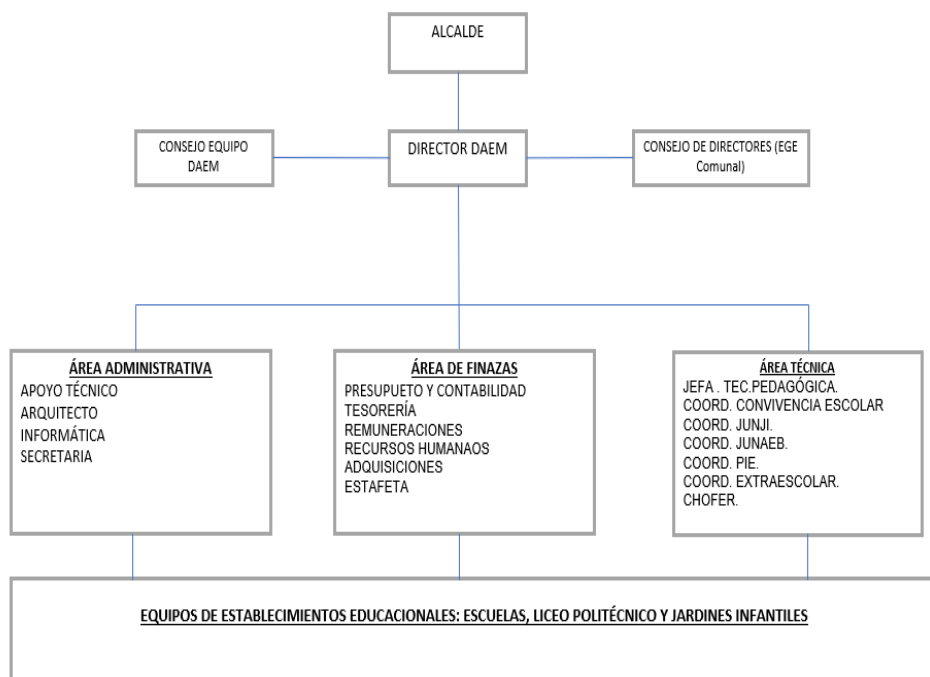 ALCALDE
CONSEJO EQUIPO
DAEM
DIRECTOR DAEM
CONSEJO DE DIRECTORES (EGE
Comunal)
ÁREA ADMINISTRATIVA
APOYO TÉCNICO
ARQUITECTO
INFORMÁTICA
SECRETARIA
ÁREA DE FINAZAS
PRESUPUETO Y CONTABILIDAD
TESORERÍA
REMUNERACIONES
RECURSOS HUMANAOS
ADQUISICIONES
ESTAFETA
ÁREA TÉCNICA
JEFA . TEC.PEDAGÓGICA.
COORD. CONVIVENCIA ESCOLAR
COORD. JUNJI.
COORD. JUNAEB.
COORD. PIE.
COORD. EXTRAESCOLAR.
CHOFER.
EQUIPOS DE ESTABLECIMIENTOS EDUCACIONALES: ESCUELAS, LICEO POLITÉCNICO Y JARDINES INFANTILES